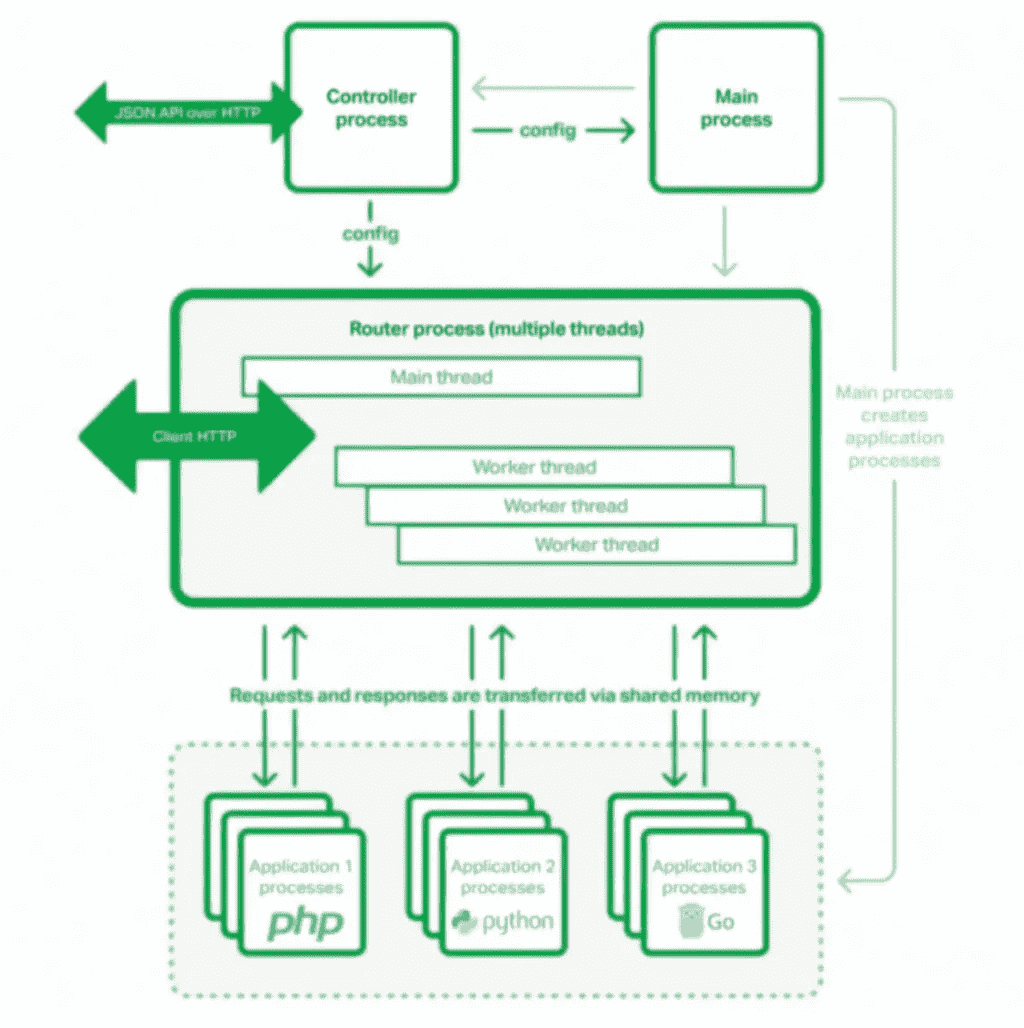 Controller
process
Main
process
JSON API over HTTP
config
config
Router process (multiple threads)
Main thread
Client HTTP
Worker thread
Worker thread
Worker thread
Main process
creates
application
processes
Requests and responses are transferred via shared memory
Application 1
processes
php
Application 2
processes
python
Application 3
processes
Go